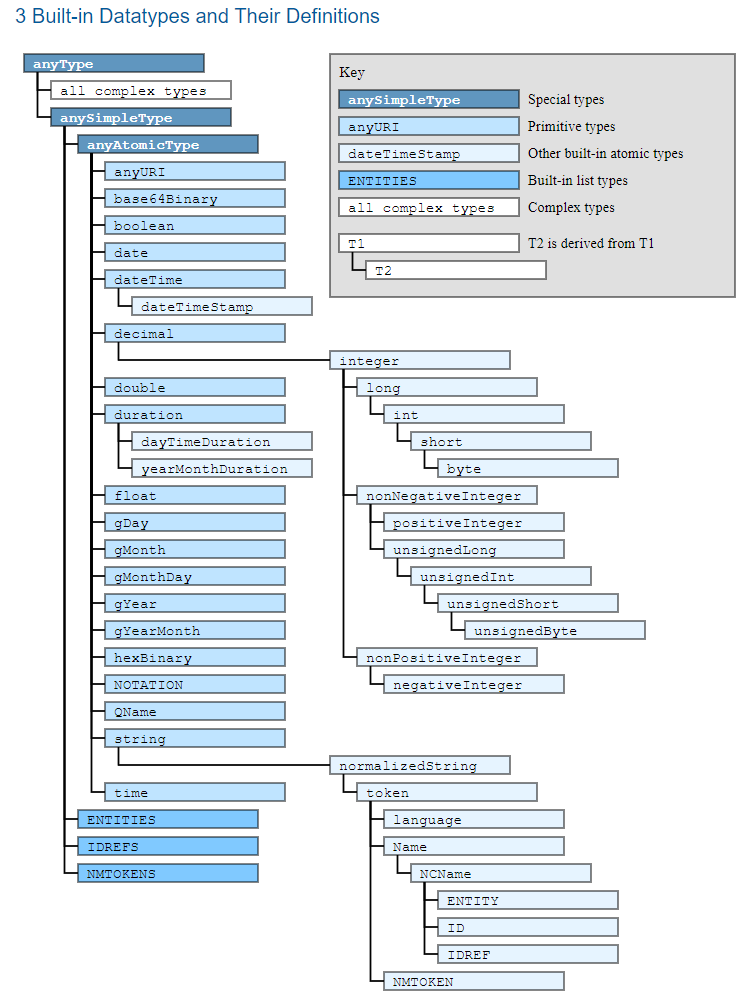 3 Built-in Datatypes and Their Definitions
anyType
all complex types
anySimpleType
anyAtomicType
anyURI
base64Binary
boolean
date
dateTime
dateTimeStamp
decimal
integer
long
int
short
byte
nonNegativeInteger
positiveInteger
unsignedLong
unsignedInt
unsignedShort
unsignedByte
nonPositiveInteger
negativeInteger
double
duration
dayTimeDuration
yearMonthDuration
float
gDay
gMonth
gMonthDay
gYear
gYearMonth
hexBinary
NOTATION
QName
string
normalizedString
token
language
Name
NCName
ENTITY
ID
IDREF
NMTOKEN
time
ENTITIES
IDREFS
NMTOKENS
Key
anySimpleType Special types
anyURI Primitive types
dateTimeStamp Other built-in atomic types
ENTITIES Built-in list types
all complex types Complex types
T1 T2 is derived from T1
T2